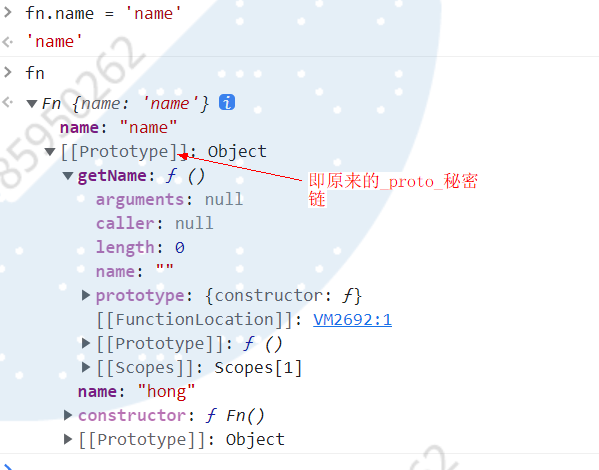 fn.name = 'name'
'name'
fn
Fn {name: 'name'} i
name: "name"
[[Prototype]]: Object
getName: ƒ ()
即原来的_proto_秘密
链
arguments: null
caller: null
length: 0
name: ""
prototype: {constructor: ƒ}
[[FunctionLocation]]: VM2692:1
[[Prototype]]: ƒ ()
[[Scopes]]: Scopes[1]
name: "hong"
constructor: ƒ Fn()
[[Prototype]]: Object
85950262